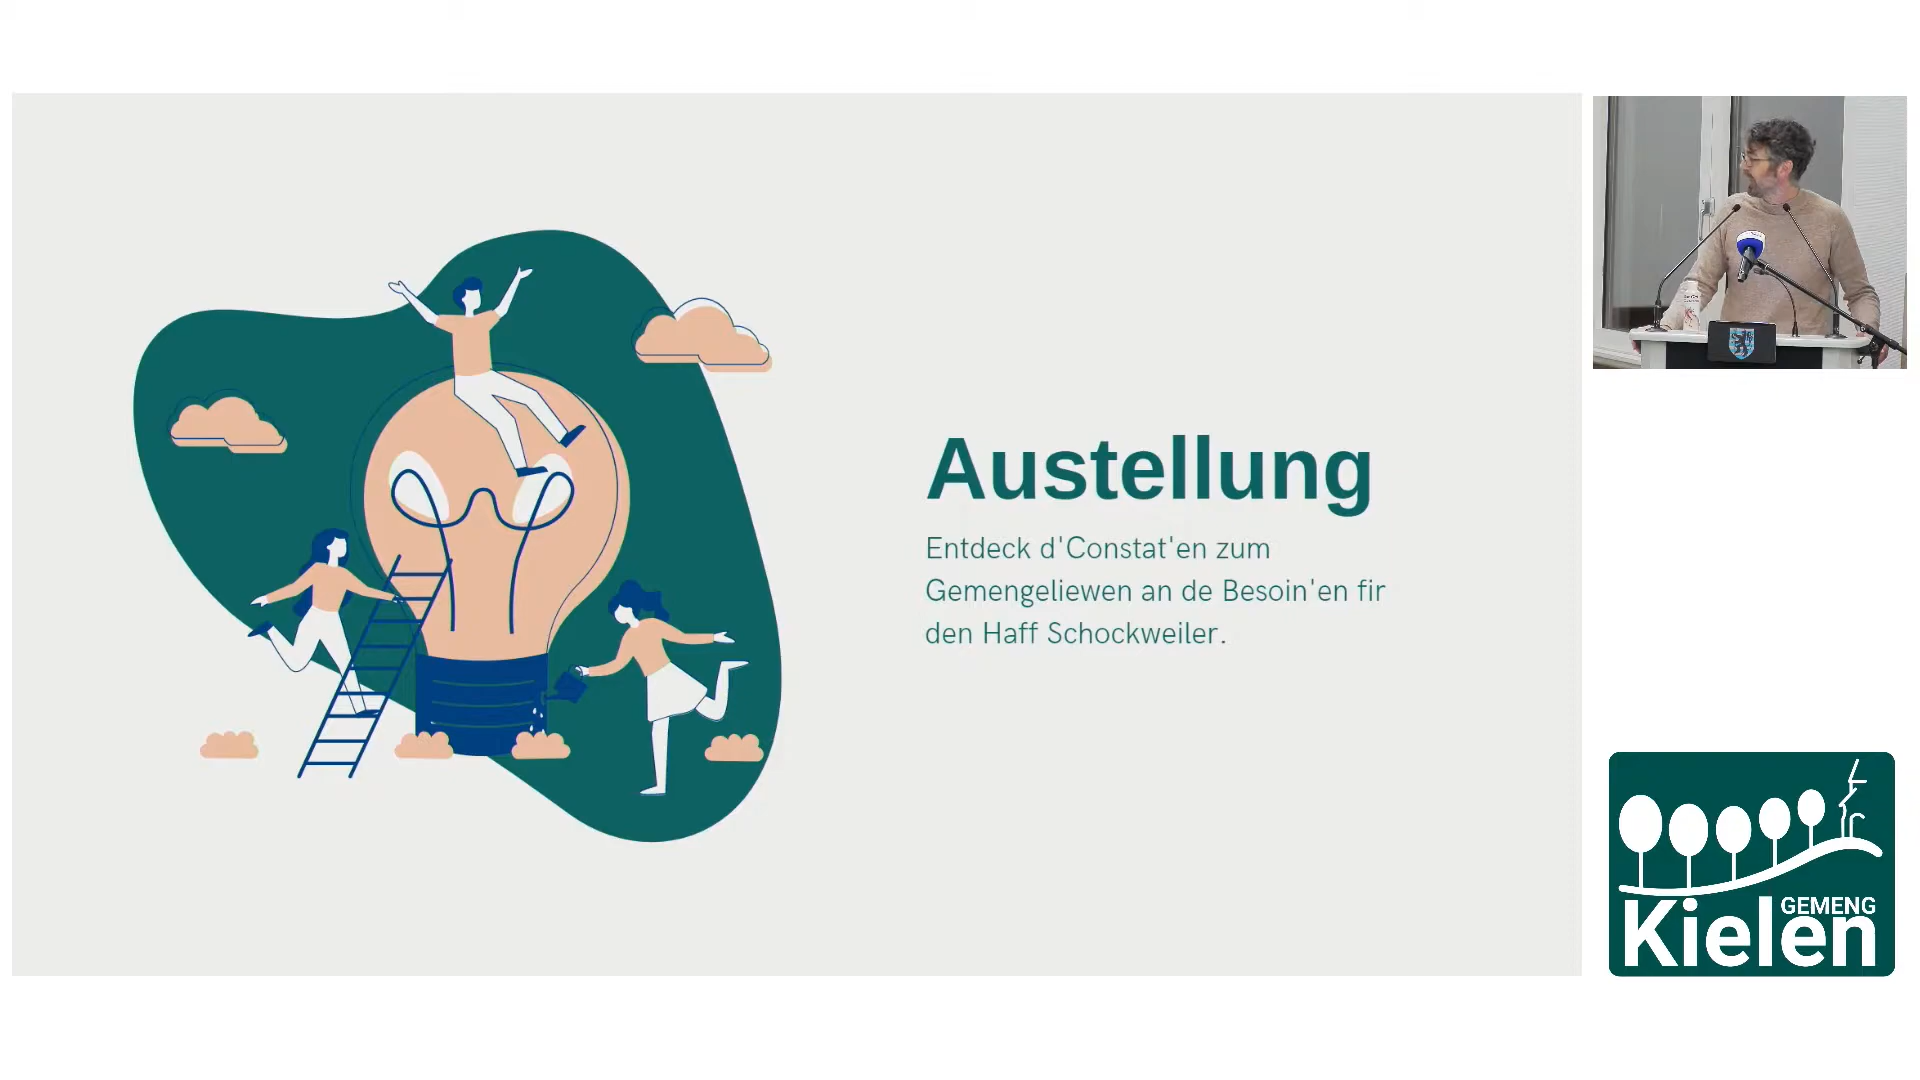 Austellung
Entdeck d'Constat'en zum
Gemengeliewen an de Besoin'en fir
den Haff Schockweiler.
GEMENG
Kielen